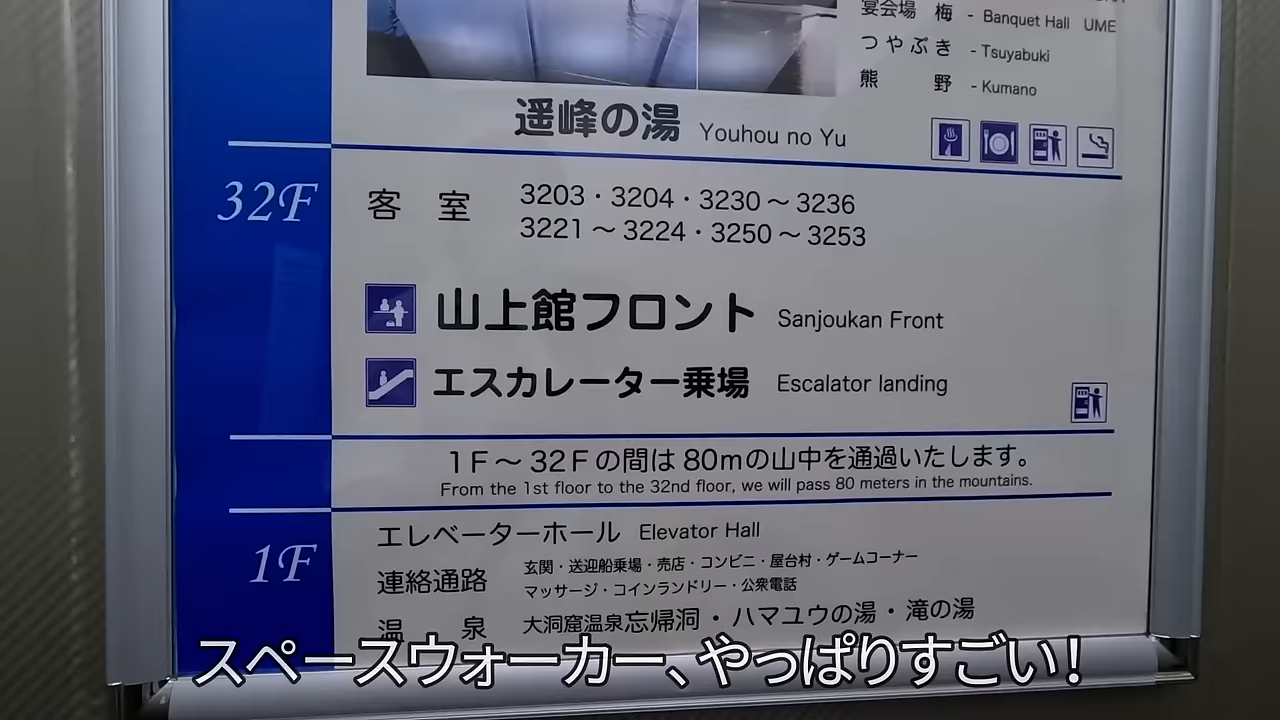 宴会場 梅 - Banquet Hall UME
つやぶき - Tsuyabuki
熊野 - Kumano
遥峰の湯 Youhou no Yu
32F 客室 3203・3204・3230～3236
3221～3224・3250～3253
山上館フロント Sanjoukan Front
エスカレーター乗場 Escalator landing
1F～32Fの間は80mの山中を通過いたします。
From the 1st floor to the 32nd floor, we will pass 80 meters in the mountains.
エレベーターホール Elevator Hall
1F 連絡通路 玄関・送迎船乗場・売店・コンビニ・屋台村・ゲームコーナー
マッサージ・コインランドリー・公衆電話
温泉 大洞窟温泉忘帰洞・ハマユウの湯・滝の湯
スペースウォーカー、やっぱりすごい！